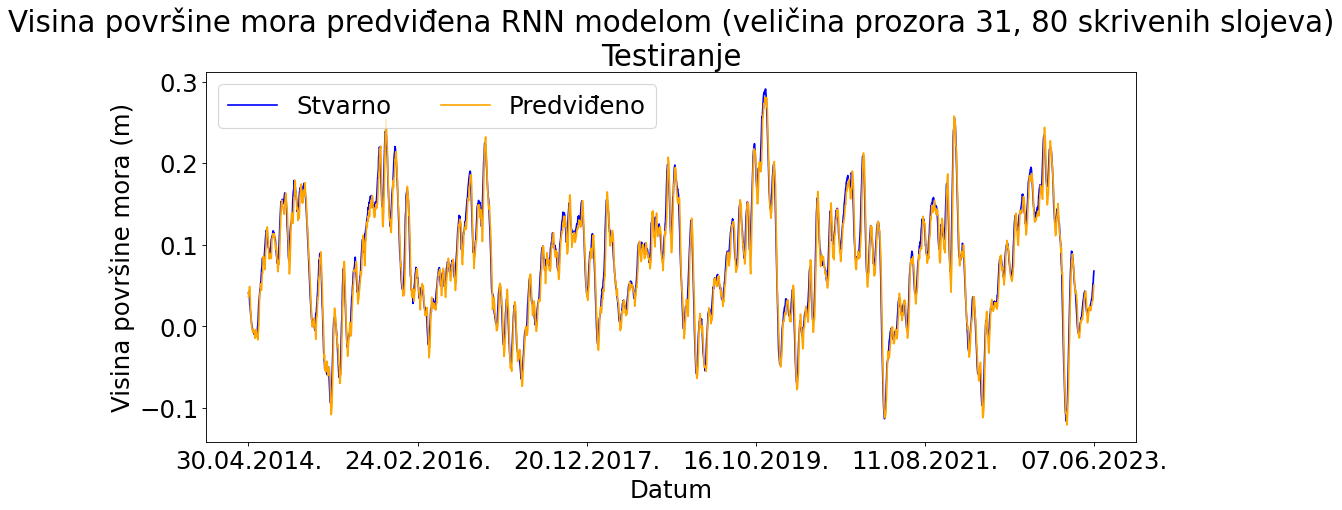 Visina površine mora predviđena RNN modelom (veličina prozora 31, 80 skrivenih slojeva)
Testiranje
Stvarno Predviđeno
Visina površine mora (m)
0.3
0.2
0.1
0.0
−0.1
30.04.2014. 24.02.2016. 20.12.2017. 16.10.2019. 11.08.2021. 07.06.2023.
Datum